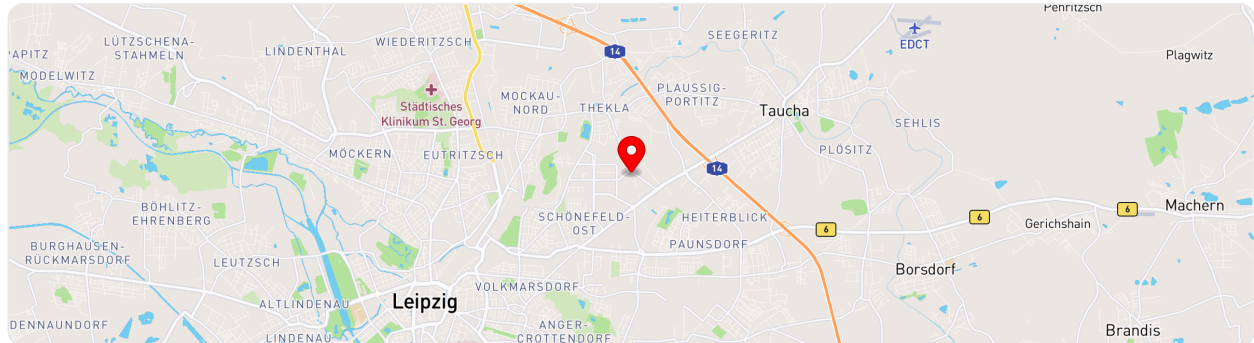 Penritzsch
LÜTZSCHENA-
STAHMELN
WIEDERITZSCH
SEEGERITZ
EDCT
LINDENTHAL
14
PAPITZ
Plagwitz
MODELWITZ
Städtisches
Klinikum St. Georg
MOCKAU-
NORD
THEKLA
PLAUSSIG-
PORTITZ
Taucha
SEHLIS
MÖCKERN
EUTRITZSCH
14
PLÖSITZ
BÖHLITZ-
EHRENBERG
SCHÖNEFELD-
OST
HEITERBLICK
6
6
6
Machern
Gerichshain
BURGHAUSEN-
RÜCKMARSDORF
PAUNSDORF
LEUTZSCH
Borsdorf
VOLKMARSDORF
ALTLINDENAU
Leipzig
DENNAUNDORF
LINDENAU
ANGER-
CROTTENDORF
Brandis